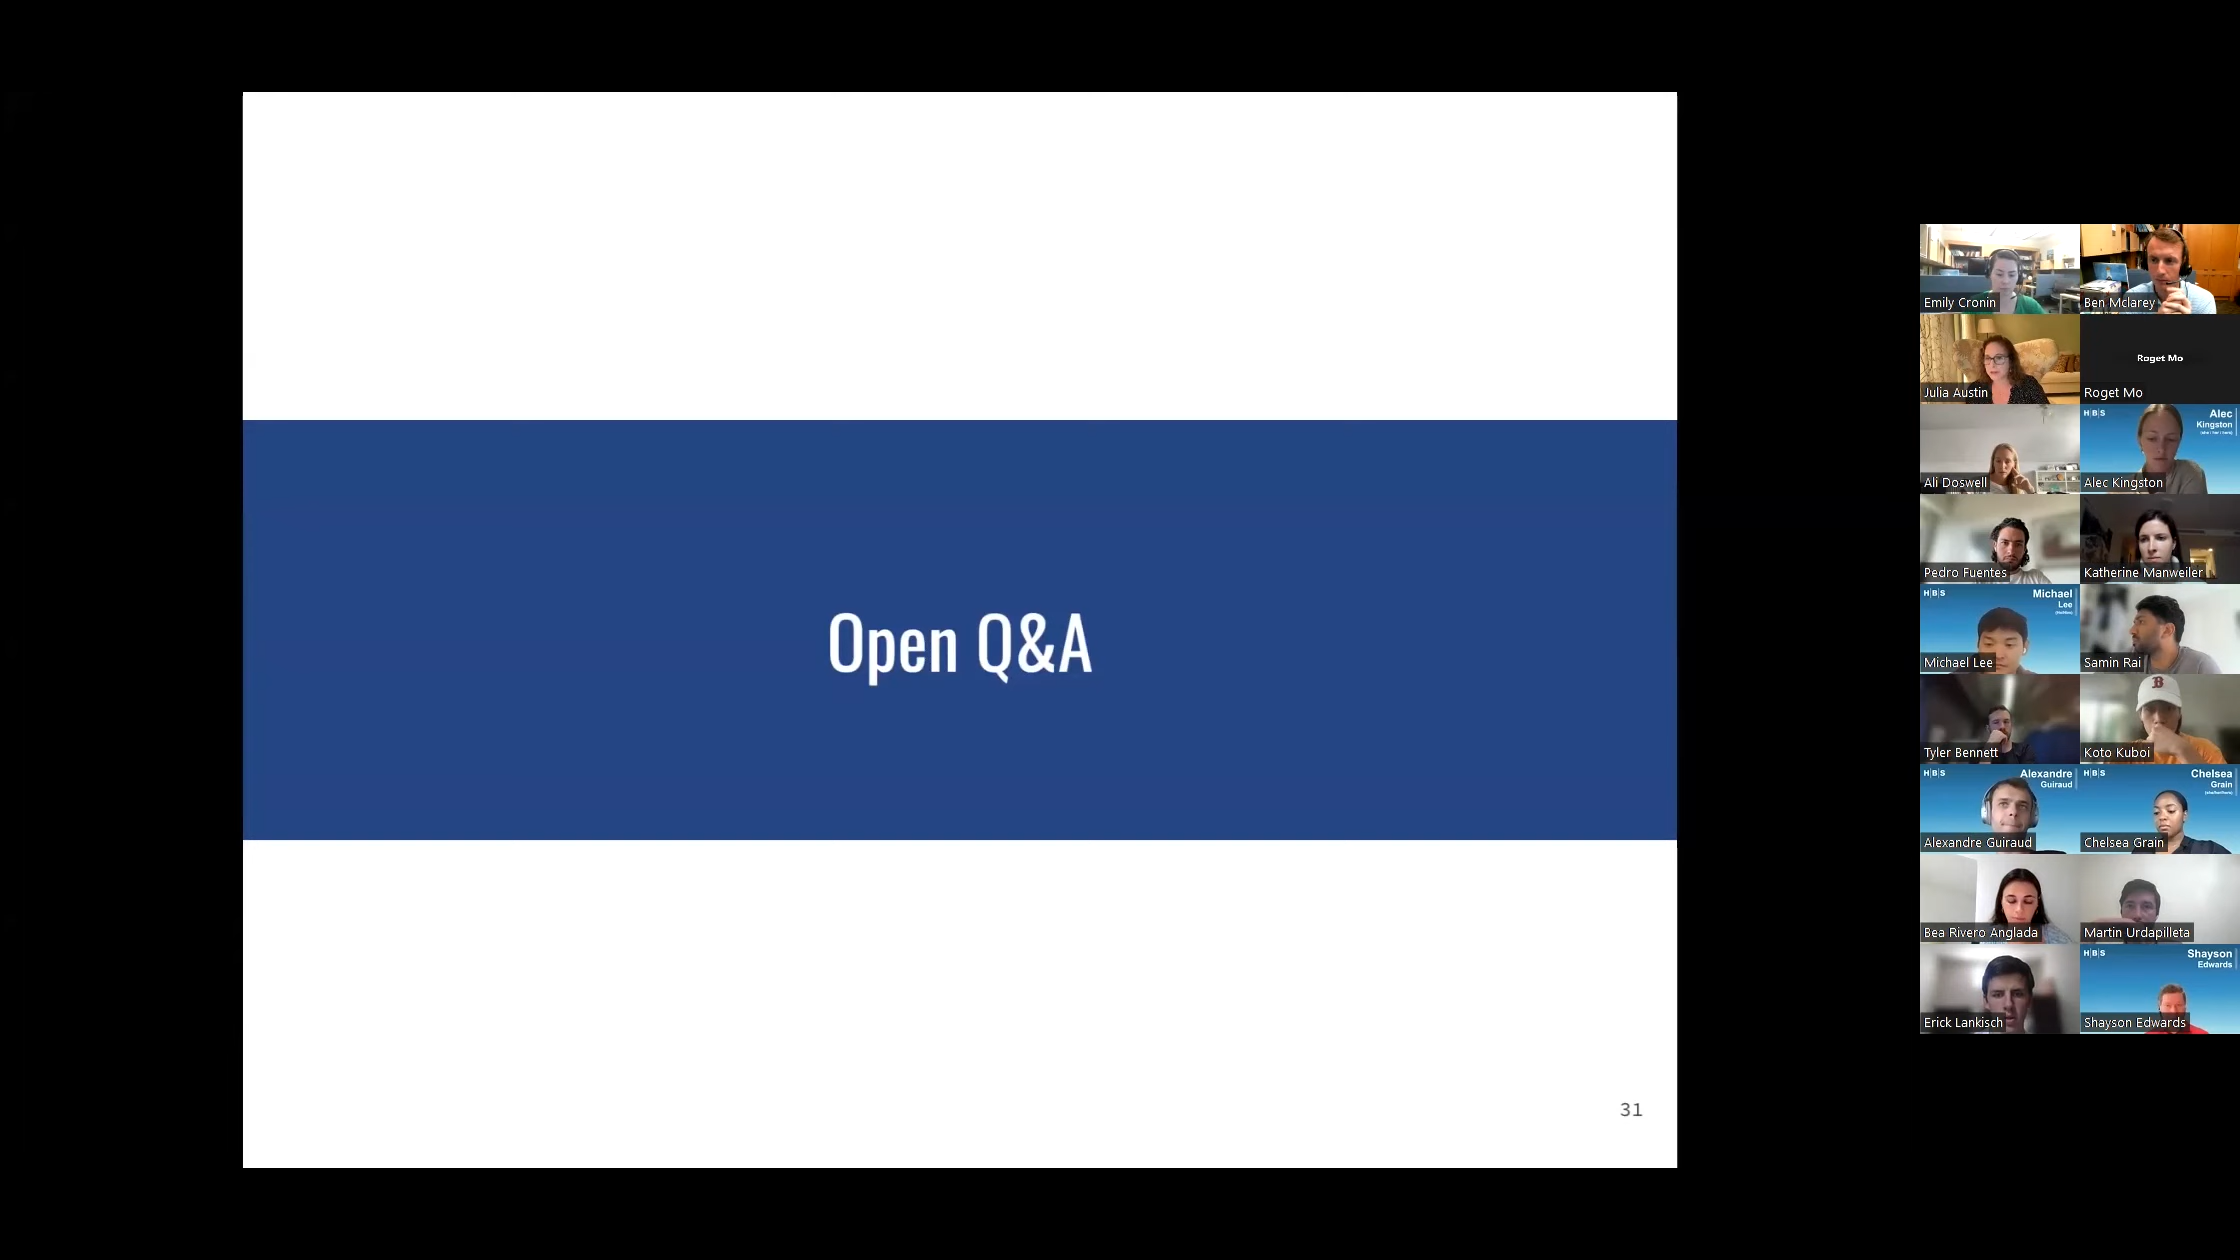 Open Q&A
31
Emily Cronin
Ben Mclarey
Julia Austin
Roget Mo
Roget Mo
Ali Doswell
H|B|S
Alec
Kingston
Alec Kingston
Pedro Fuentes
Katherine Manweiler
H|B|S
Michael
Lee
Michael Lee
Samin Rai
Tyler Bennett
B
Koto Kuboi
H|B|S
Alexandre
Guiraud
Alexandre Guiraud
H|B|S
Chelsea
Grain
Chelsea Grain
Bea Rivero Anglada
Martin Urdapilleta
Erick Lankisch
H|B|S
Shayson
Edwards
Shayson Edwards